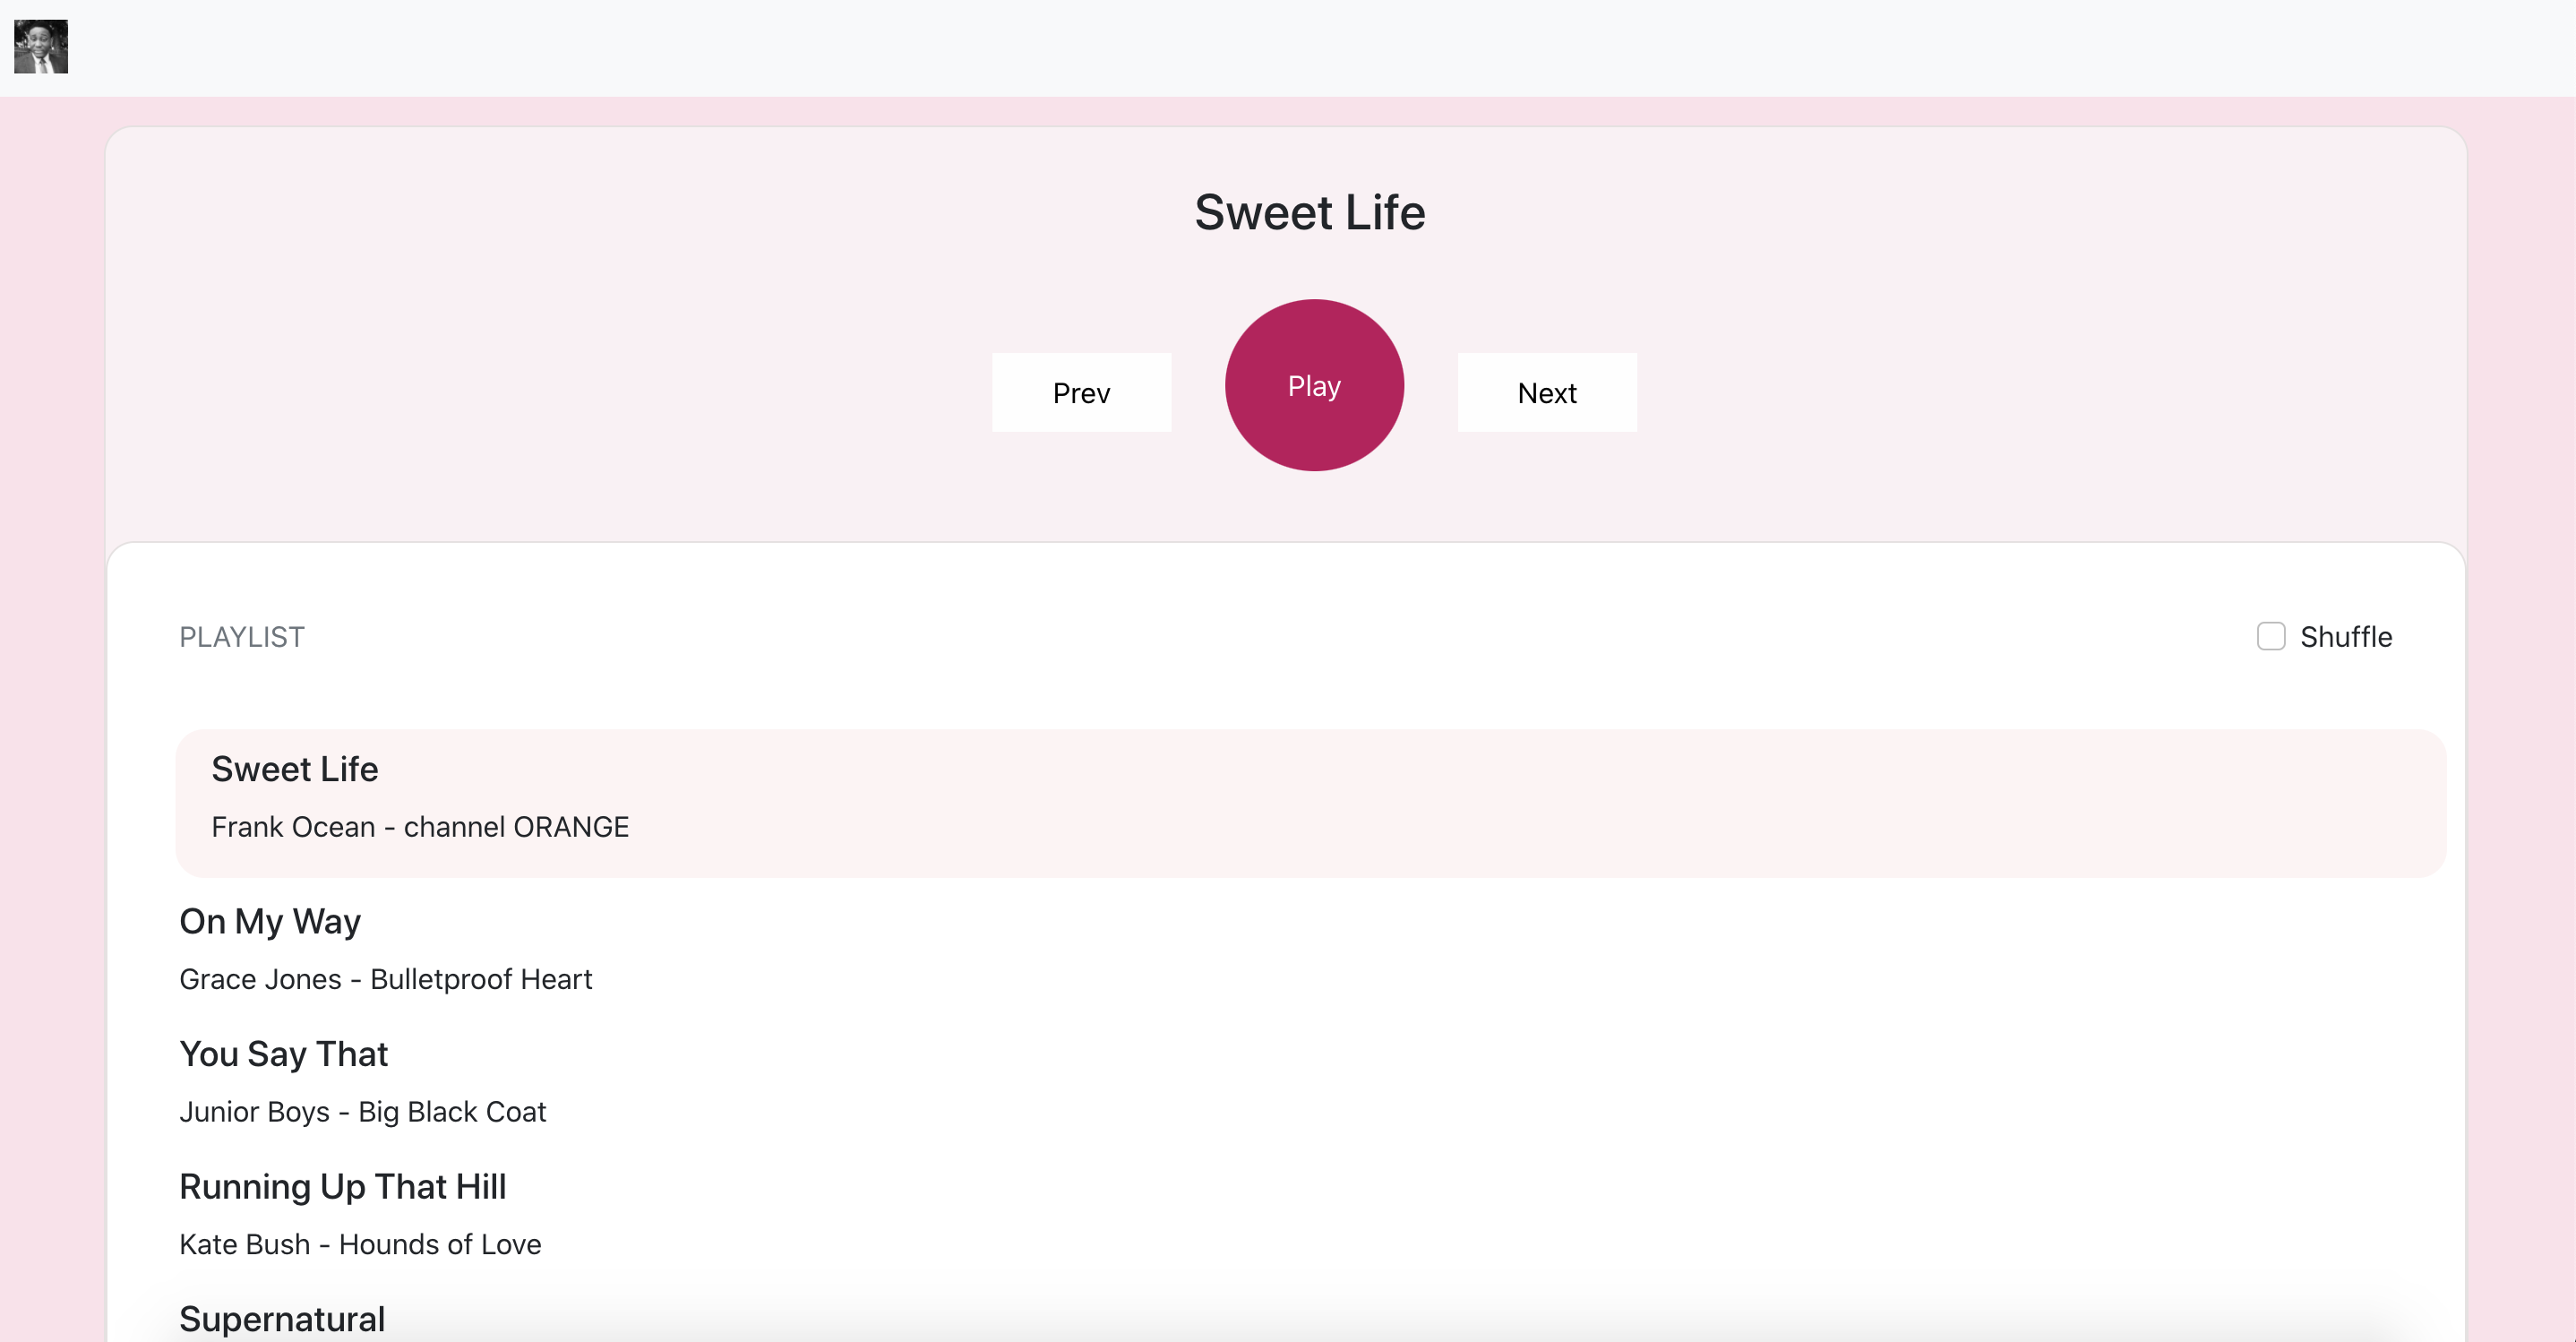 Sweet Life
Prev
Play
Next
PLAYLIST
Shuffle
Sweet Life
Frank Ocean - channel ORANGE
On My Way
Grace Jones - Bulletproof Heart
You Say That
Junior Boys - Big Black Coat
Running Up That Hill
Kate Bush - Hounds of Love
Supernatural